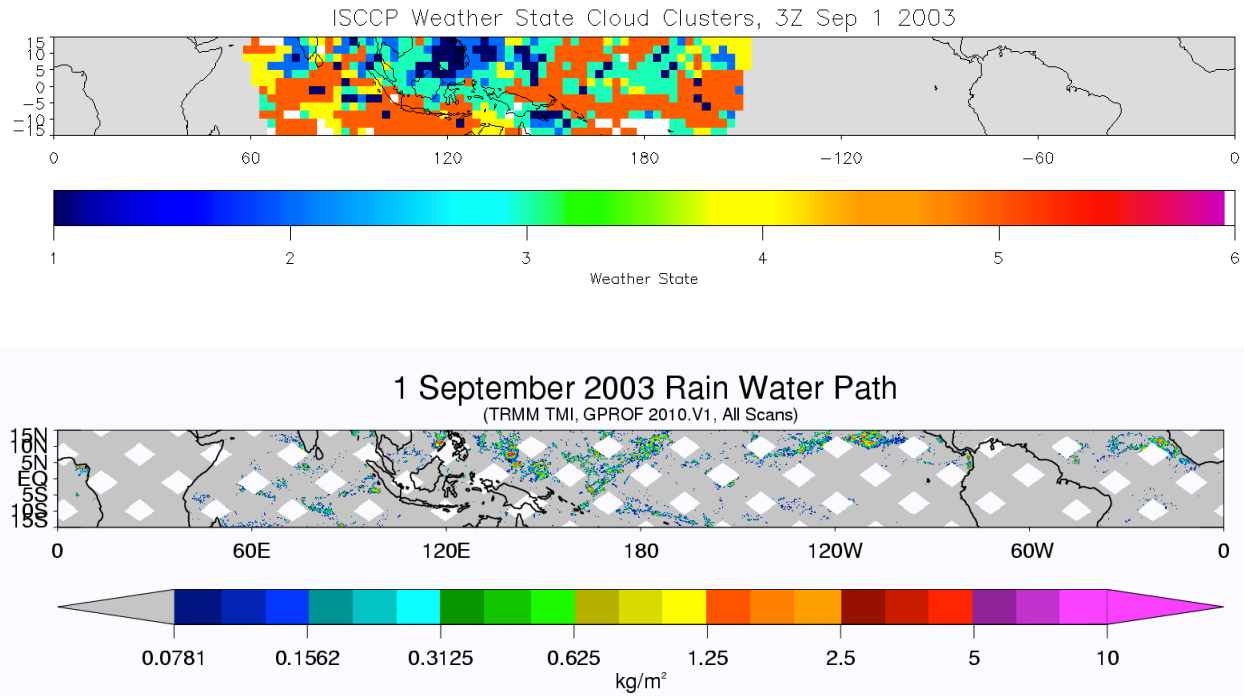 ISCCP Weather State Cloud Clusters, 3Z Sep 1 2003
15
10
5
0
−5
−10
−15
0 60 120 180 −120 −60 0
1 2 3 4 5 6
Weather State
1 September 2003 Rain Water Path
(TRMM TMI, GPROF 2010.V1, All Scans)
15N
10N
5N
EQ
5S
10S
15S
0 60E 120E 180 120W 60W 0
0.0781 0.1562 0.3125 0.625 1.25 2.5 5 10
kg/m²